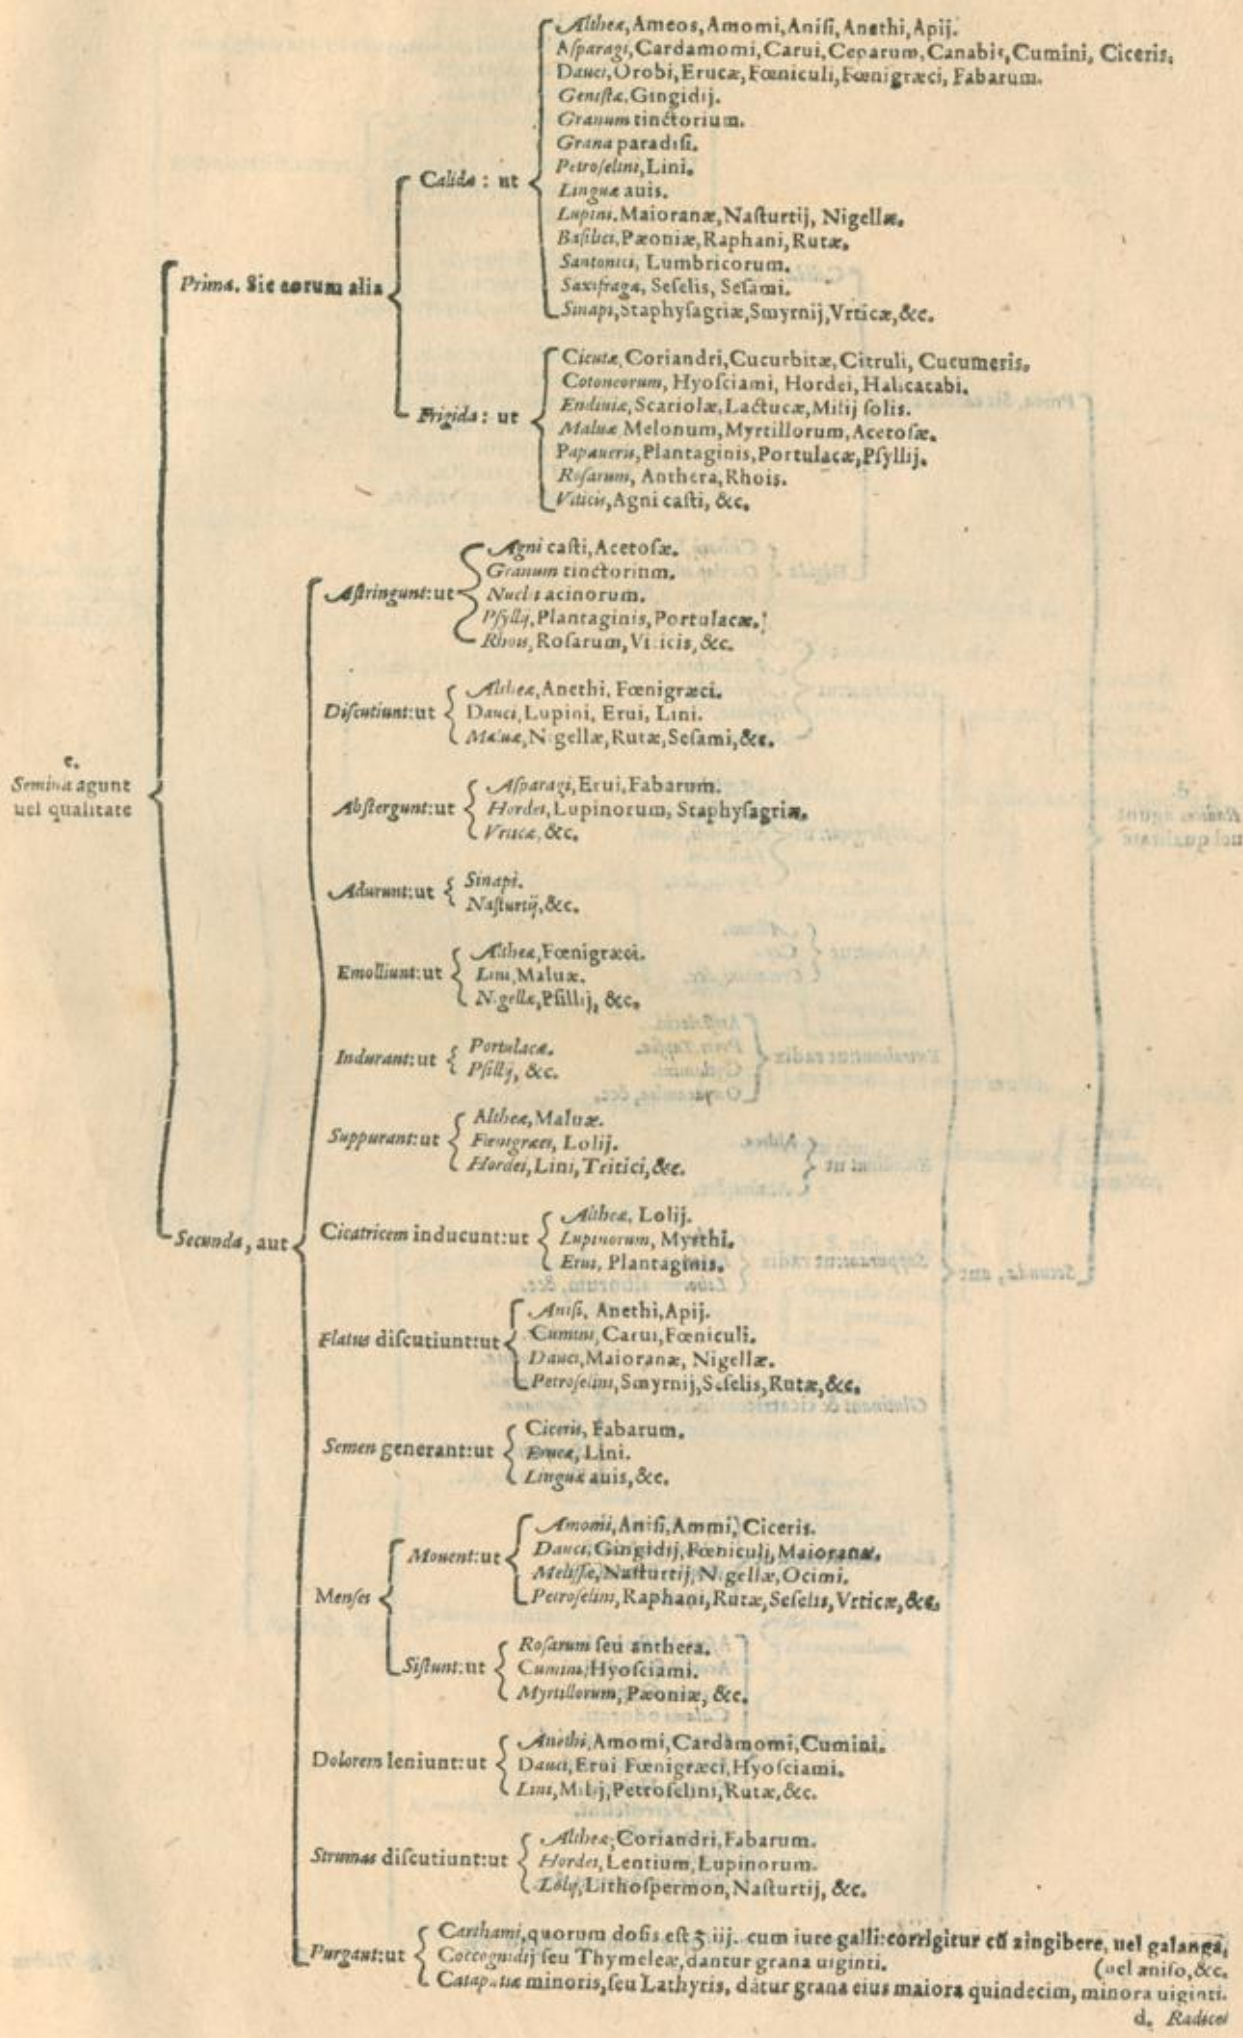 Altheæ, Ameos, Amomi, Anisi, Anethi, Apij.
Asparagi, Cardamomi, Carui, Ceparum, Canabis, Cumini, Ciceris,
Dauci, Orobi, Erucæ, Fœniculi, Fœnigræci, Fabarum.
Genistæ, Gingidij.
Granum tinctorium.
Grana paradisi.
Petroselini, Lini.
Calida: ut
Linguæ auis.
Lupini, Maioranæ, Nasturtij, Nigellæ.
Basilici, Pæoniæ, Raphani, Rutæ.
Santonici, Lumbricorum.
Prima. Sic eorum alia
Saxifraga, Seselis, Sesami.
Sinapi, Staphysagriæ, Smyrnij, Vrticæ, &c.
Cicutæ, Coriandri, Cucurbitæ, Citruli, Cucumeris.
Cotoneorum, Hyosciami, Hordei, Halicacabi.
Endiuiæ, Scariolæ, Lactucæ, Milij solis.
Frigida: ut
Maluæ Melonum, Myrtillorum, Acetosæ.
Papaueris, Plantaginis, Portulacæ, Psyllij.
Rosarum, Anthera, Rhois.
Viticis, Agni casti, &c.
Agni casti, Acetosæ.
Granum tinctorinm.
Astringunt: ut
Nuclei acinorum.
Psyllij, Plantaginis, Portulacæ.
Rhois, Rosarum, Viticis, &c.
Altheæ, Anethi, Fœnigræci.
Discutiunt: ut
Dauci, Lupini, Erui, Lini.
Maluæ, Nigellæ, Rutæ, Sesami, &c.
e.
Semina agunt
uel qualitate
Asparagi, Erui, Fabarum.
Abstergunt: ut
Hordei, Lupinorum, Staphysagriæ,
Vrticæ, &c.
Adurunt: ut
Sinapi.
Nasturtij, &c.
Altheæ, Fœnigræci.
Emolliunt: ut
Lini, Maluæ.
Nigellæ, Psillij, &c.
Indurant: ut
Portulacæ.
Psillij, &c.
Altheæ, Maluæ.
Suppurant: ut
Fœnigræci, Lolij.
Hordei, Lini, Tritici, &c.
Secunda, aut
Altheæ, Lolij.
Cicatricem inducunt: ut
Lupinorum, Myrthi.
Erui, Plantaginis.
Anisi, Anethi, Apij.
Flatus discutiunt: ut
Cumini, Carui, Fœniculi.
Dauci, Maioranæ, Nigellæ.
Petroselini, Smyrnij, Seselis, Rutæ, &c.
Ciceris, Fabarum.
Semen generant: ut
Erucæ, Lini.
Linguæ auis, &c.
Menses
Amomi, Anisi, Ammi, Ciceris.
Mouent: ut
Dauci, Gingidij, Fœniculi, Maioranæ.
Melissæ, Nasturtij, Nigellæ, Ocimi.
Petroselini, Raphani, Rutæ, Seselis, Vrticæ, &c.
Rosarum seu anthera.
Sistunt: ut
Cumini, Hyosciami.
Myrtillorum, Pæoniæ, &c.
Anethi, Amomi, Cardamomi, Cumini.
Dolorem leniunt: ut
Dauci, Erui Fœnigræci, Hyosciami.
Lini, Milij, Petroselini, Rutæ, &c.
Altheæ, Coriandri, Fabarum.
Strumas discutiunt: ut
Hordei, Lentium, Lupinorum.
Lolij, Lithospermon, Nasturtij, &c.
Carthami, quorum dosis est ʒ iij. cum iure galli: corrigitur cũ zingibere, uel galanga,
Purgant: ut
Coccognidij seu Thymeleæ, dantur grana uiginti. (uel aniso, &c.
Cataputiæ minoris, seu Lathyris, dātur grana eius maiora quindecim, minora uiginti.
d. Radices